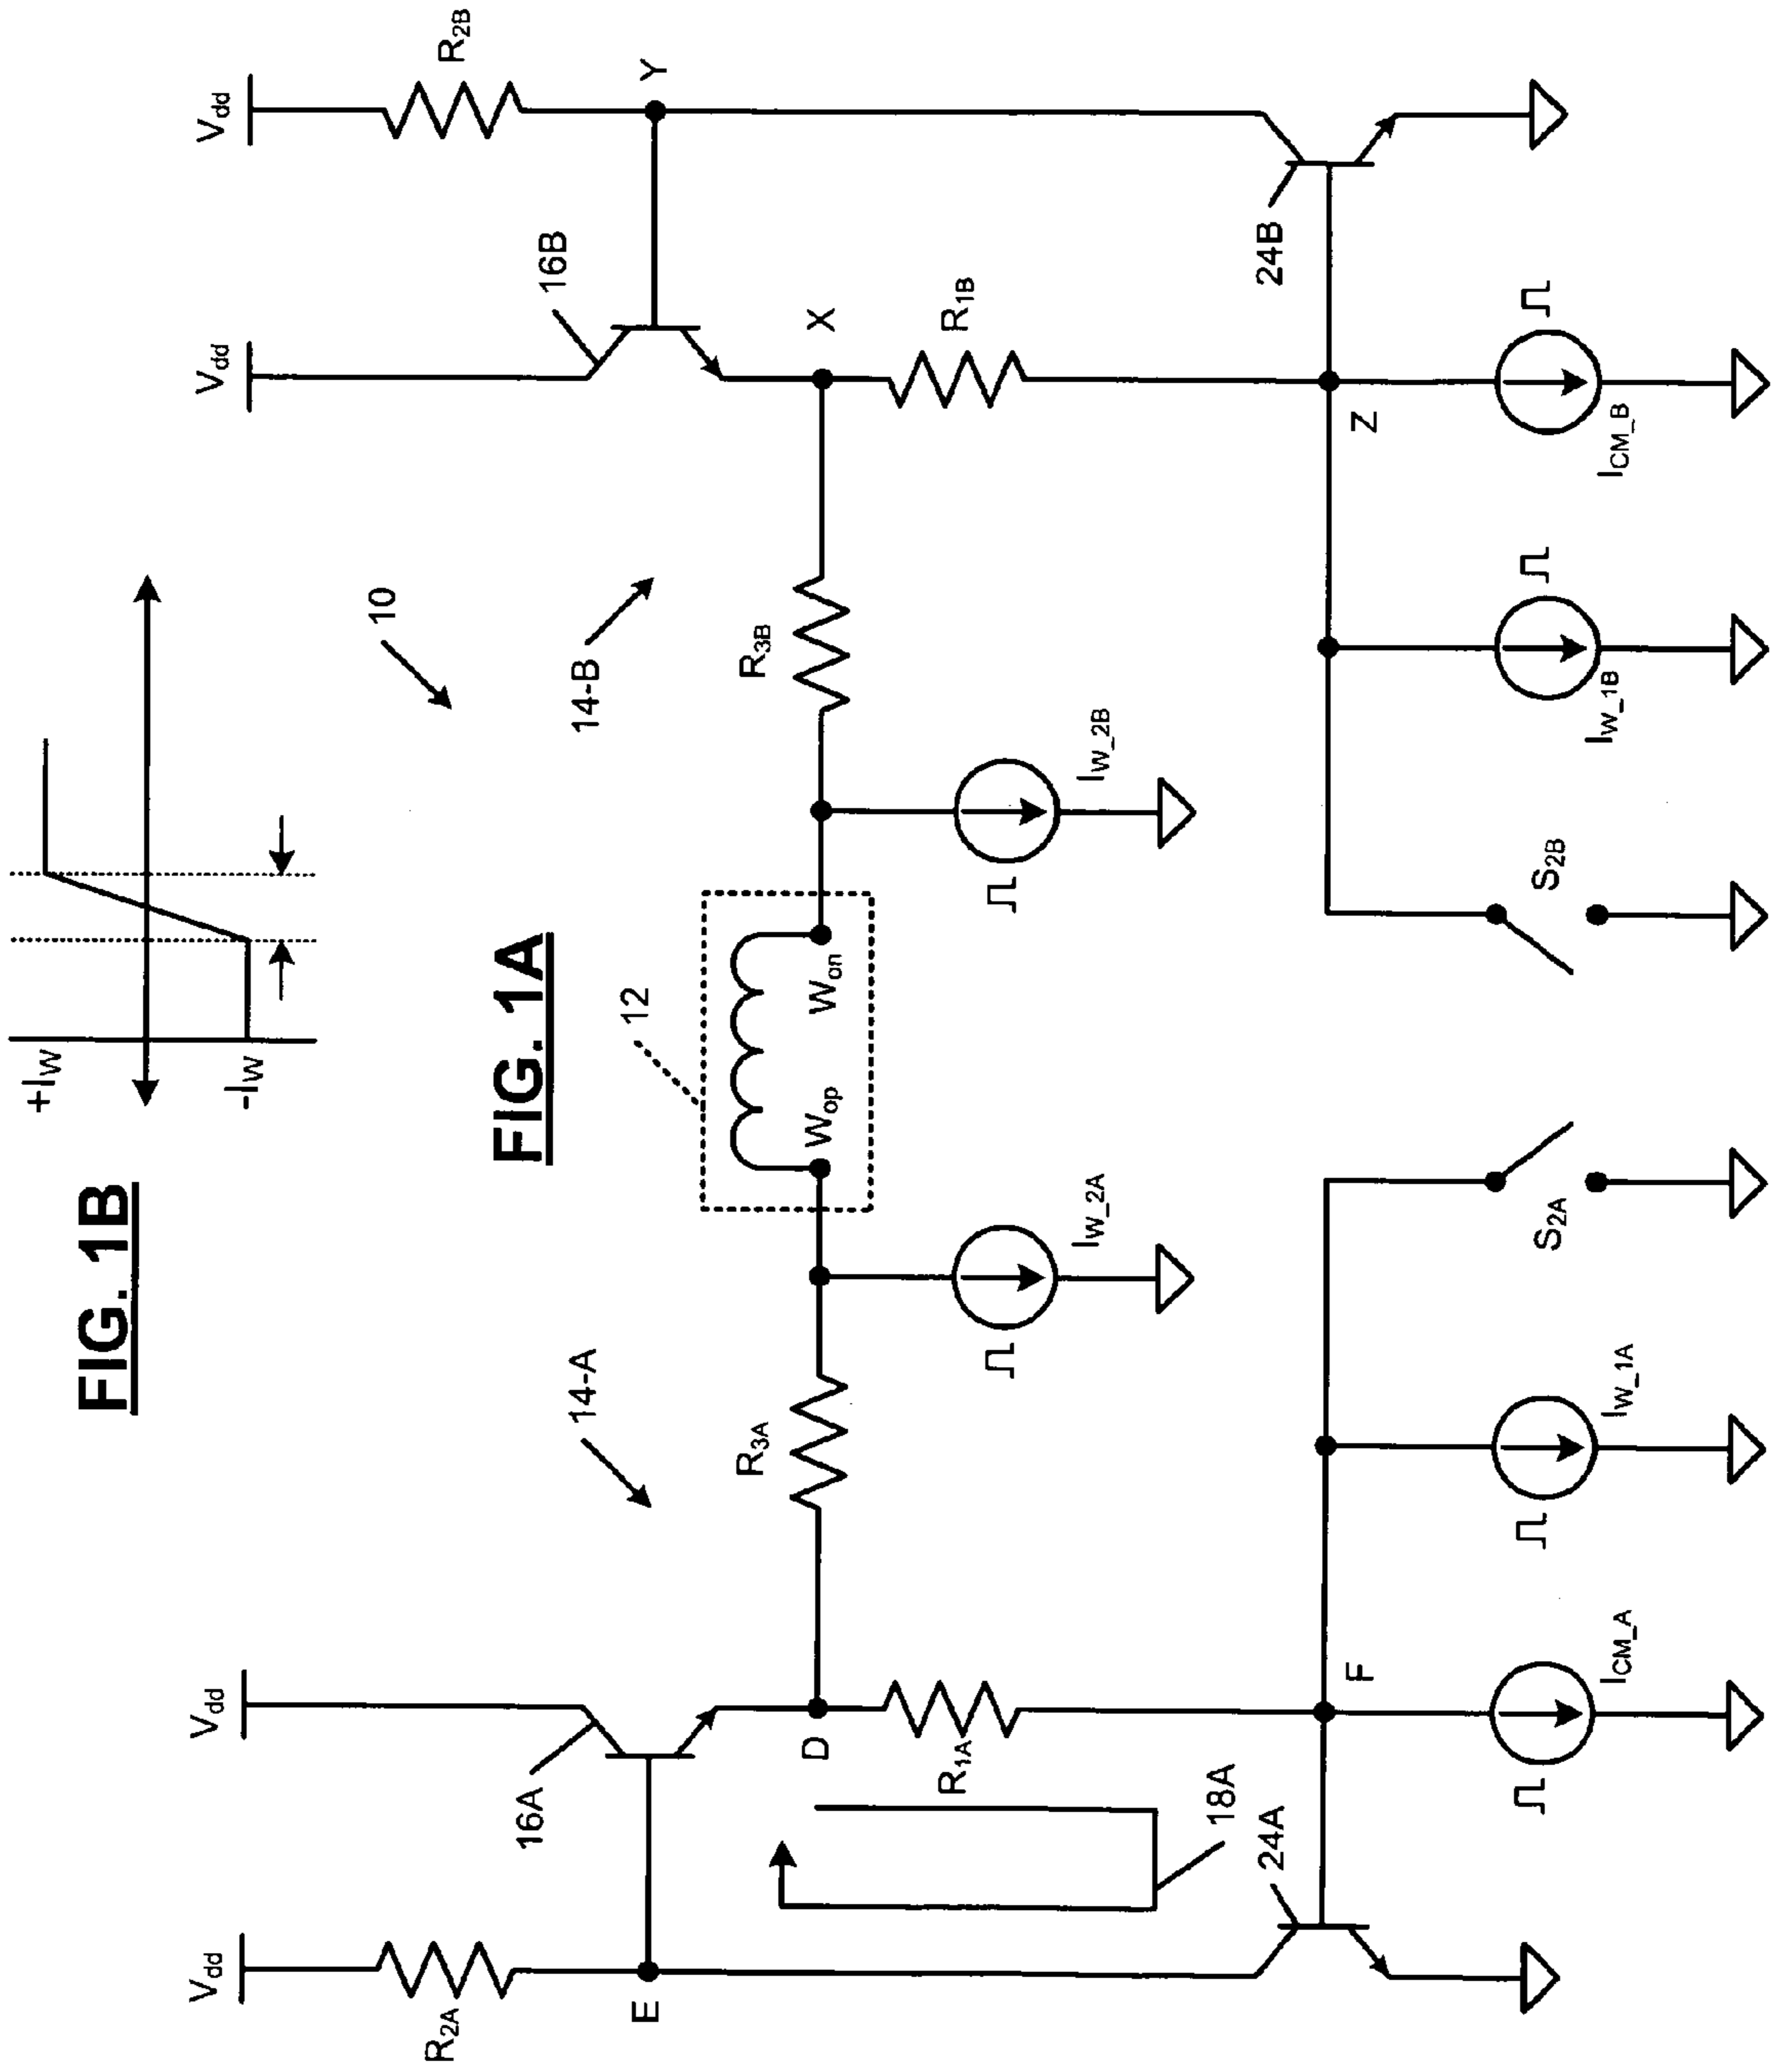 FIG. 1B
+I_W
-I_W
FIG. 1A
10
12
14-A
14-B
V_dd
V_dd
V_dd
V_dd
R_2A
R_2B
E
Y
16A
16B
D
X
R_3A
R_3B
W_op
W_on
R_1A
R_1B
I_W_2A
I_W_2B
18A
24A
24B
F
Z
I_CM_A
I_W_1A
S_2A
S_2B
I_W_1B
I_CM_B